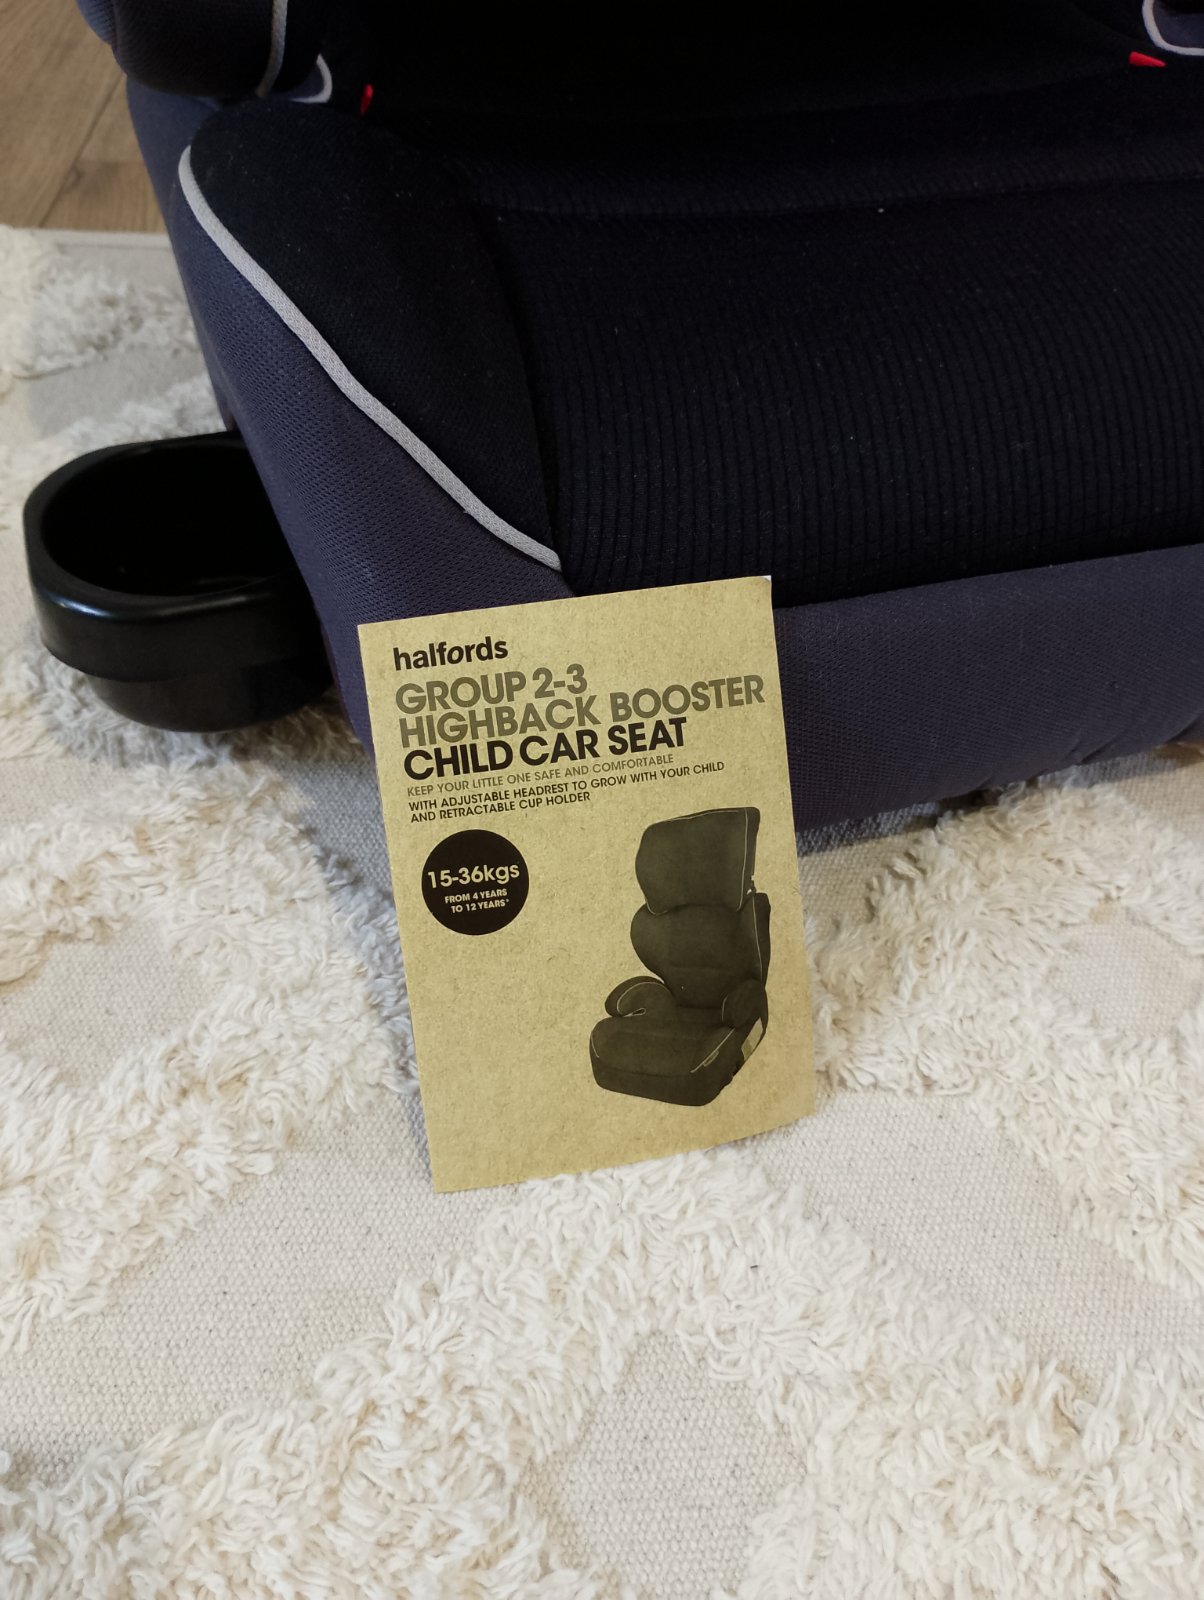 halfords
GROUP 2-3
HIGHBACK BOOSTER
CHILD CAR SEAT
KEEP YOUR LITTLE ONE SAFE AND COMFORTABLE
WITH ADJUSTABLE HEADREST TO GROW WITH YOUR CHILD
AND RETRACTABLE CUP HOLDER
15-36kgs
FROM 4 YEARS
TO 12 YEARS*